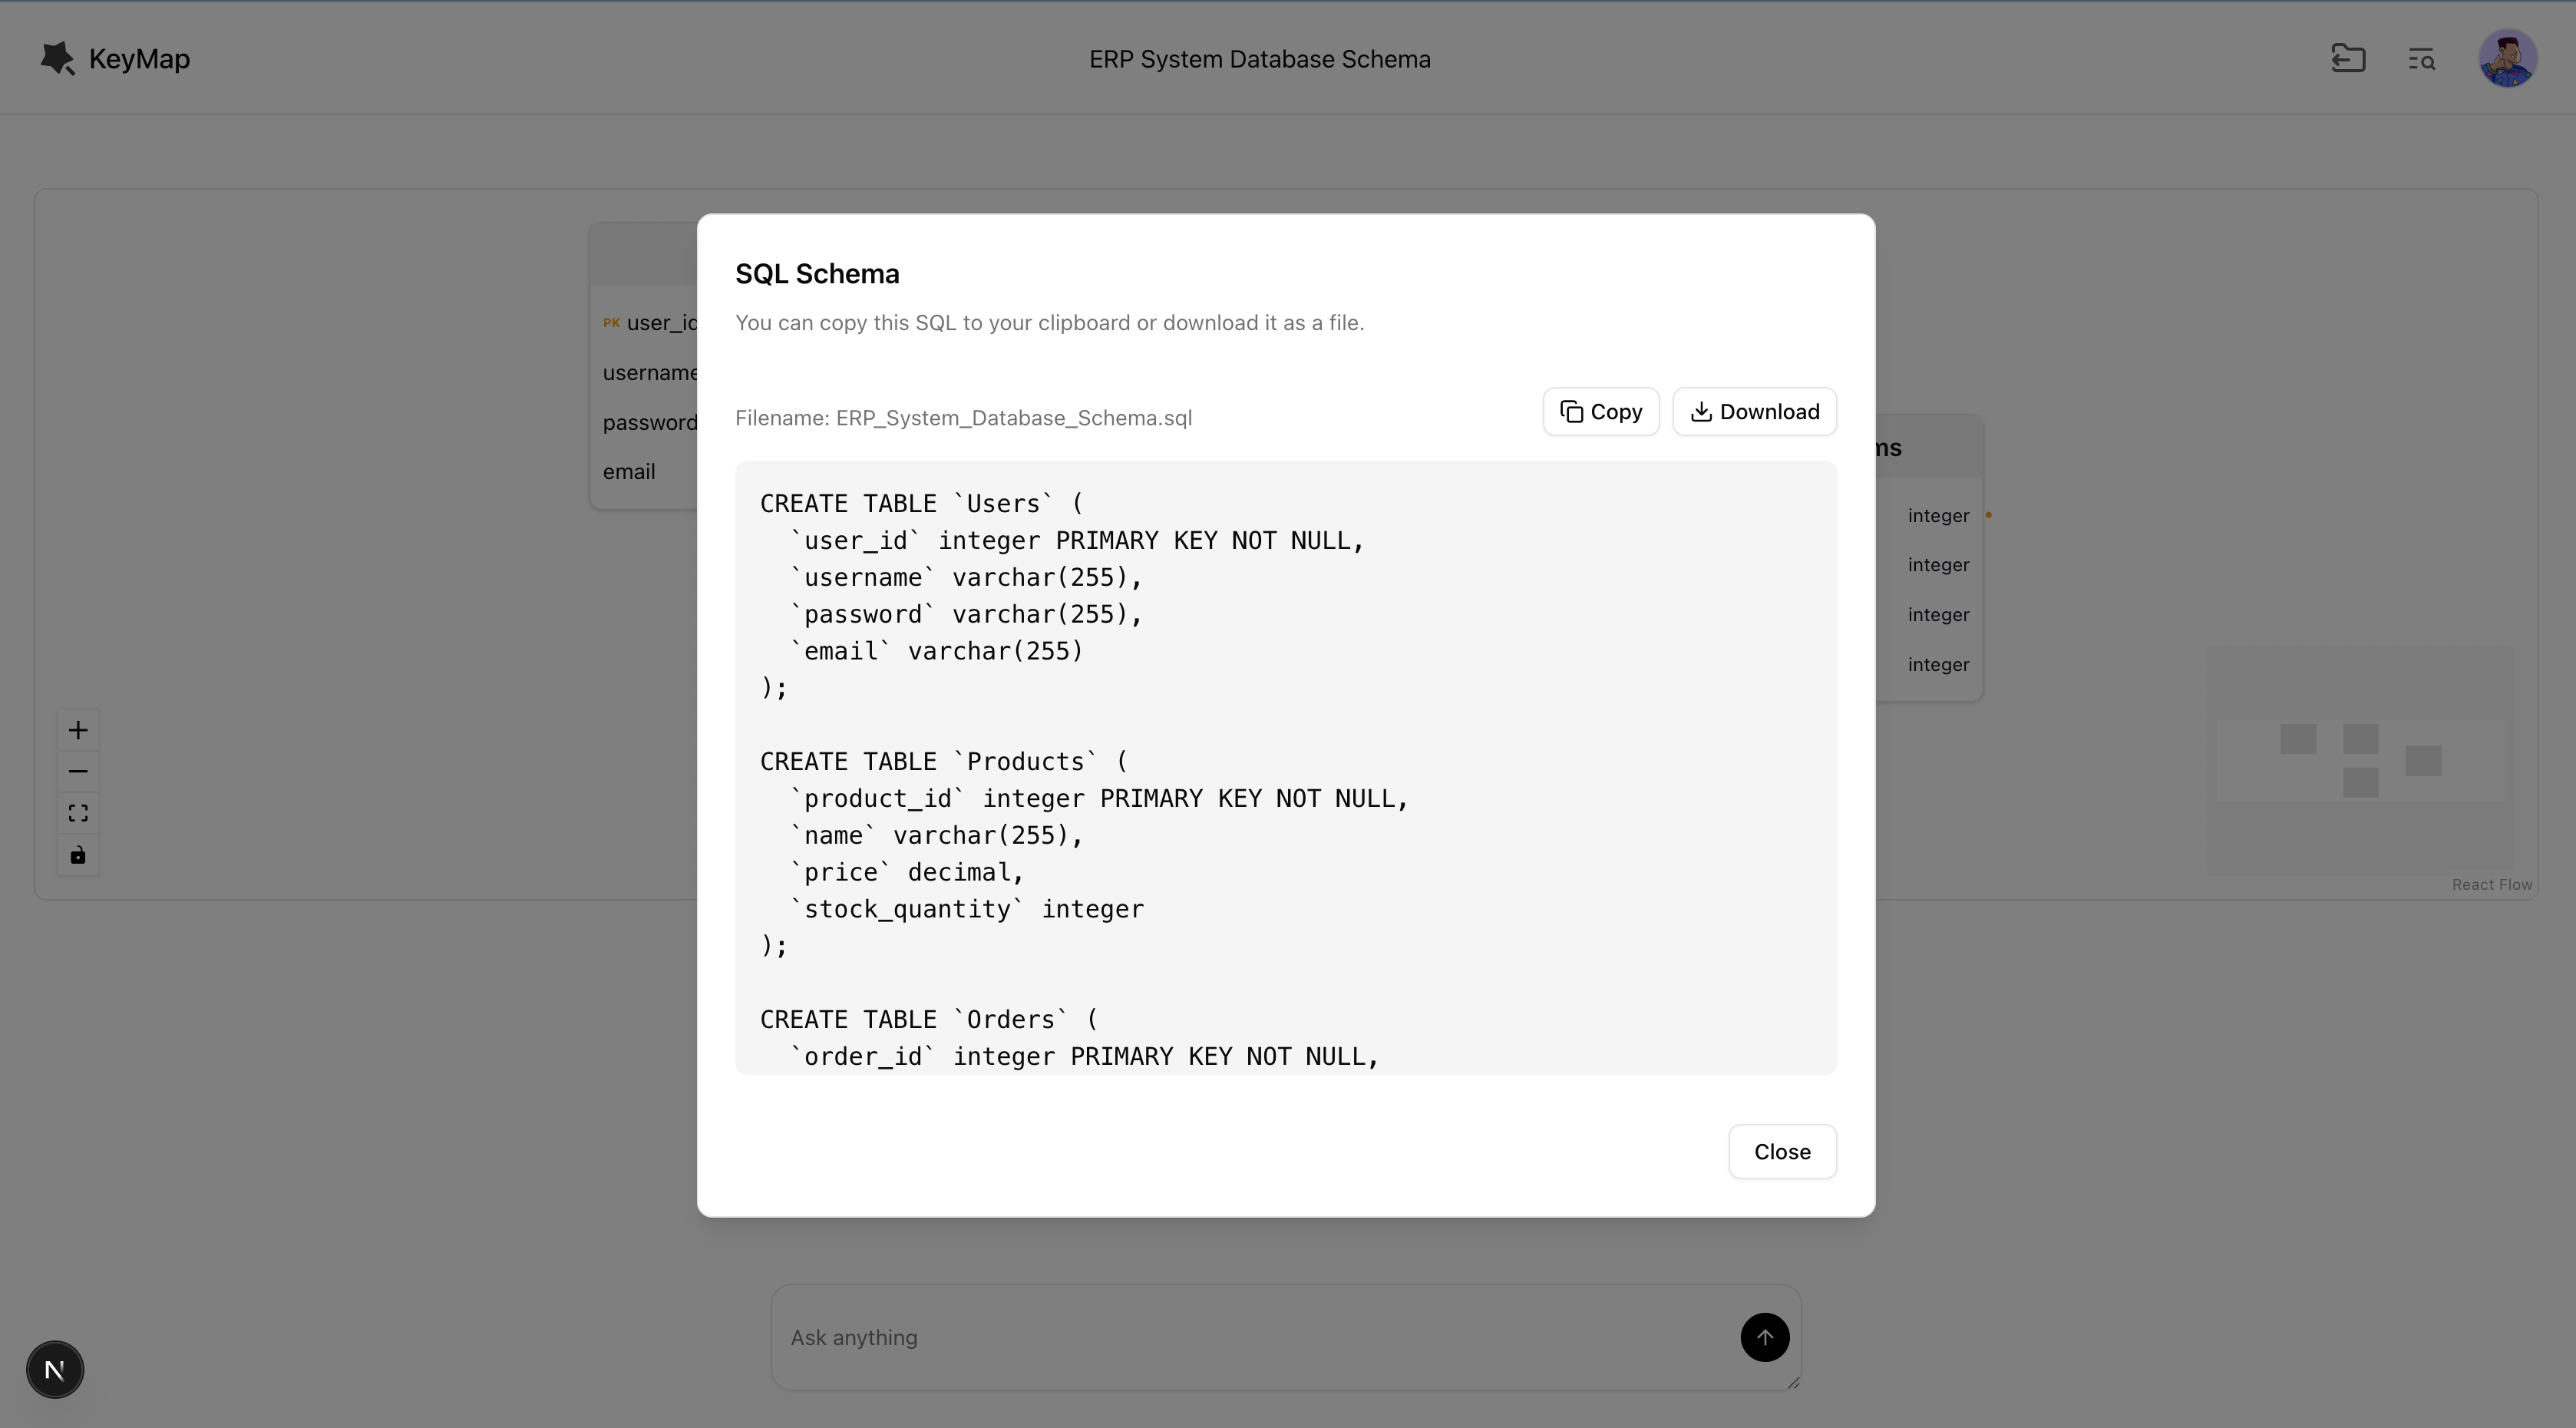 KeyMap
ERP System Database Schema
PK user_id
username
password
email
ms
integer
integer
integer
integer
SQL Schema
You can copy this SQL to your clipboard or download it as a file.
Filename: ERP_System_Database_Schema.sql
Copy
Download
CREATE TABLE `Users` (
  `user_id` integer PRIMARY KEY NOT NULL,
  `username` varchar(255),
  `password` varchar(255),
  `email` varchar(255)
);
CREATE TABLE `Products` (
  `product_id` integer PRIMARY KEY NOT NULL,
  `name` varchar(255),
  `price` decimal,
  `stock_quantity` integer
);
CREATE TABLE `Orders` (
  `order_id` integer PRIMARY KEY NOT NULL,
Close
React Flow
Ask anything
N